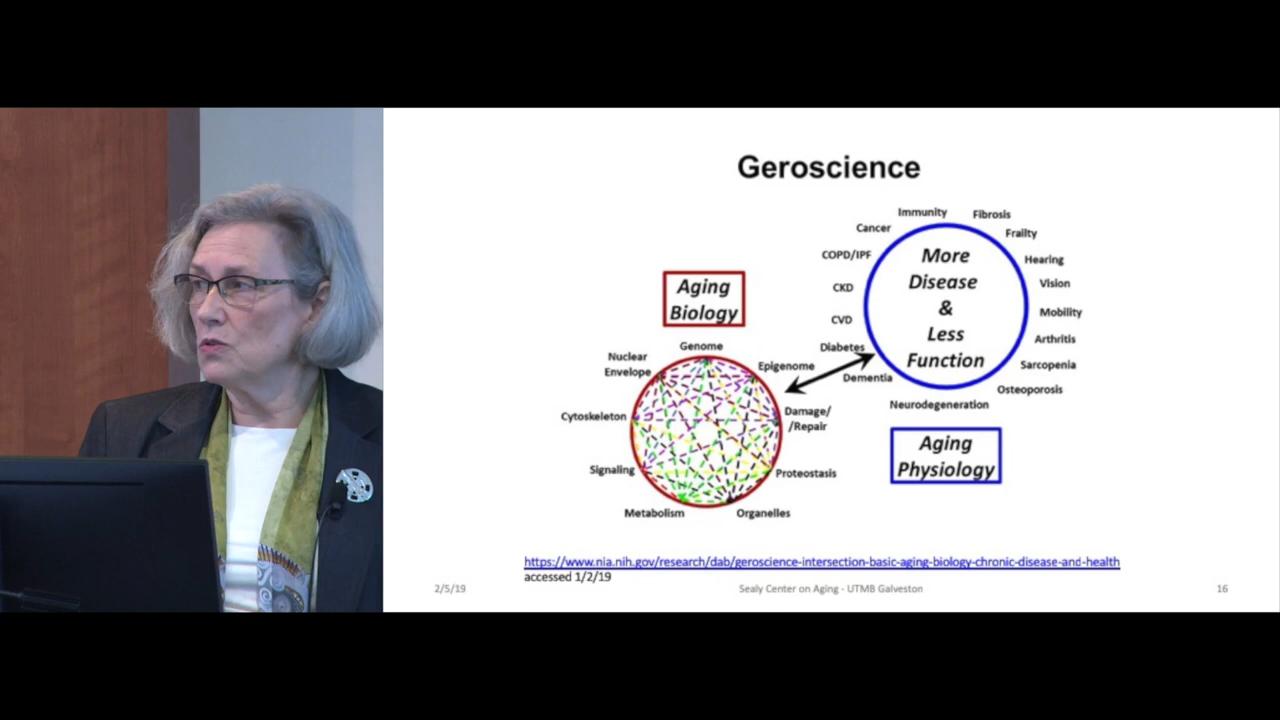 Geroscience
Aging
Biology
Genome
Nuclear
Envelope
Epigenome
Cytoskeleton
Damage/
/Repair
Signaling
Proteostasis
Metabolism
Organelles
Immunity
Fibrosis
Cancer
Frailty
COPD/IPF
Hearing
CKD
Vision
CVD
Mobility
Diabetes
Arthritis
Dementia
Sarcopenia
Osteoporosis
Neurodegeneration
More
Disease
&
Less
Function
Aging
Physiology
https://www.nia.nih.gov/research/dab/geroscience-intersection-basic-aging-biology-chronic-disease-and-health
accessed 1/2/19
2/5/19
Sealy Center on Aging - UTMB Galveston
16